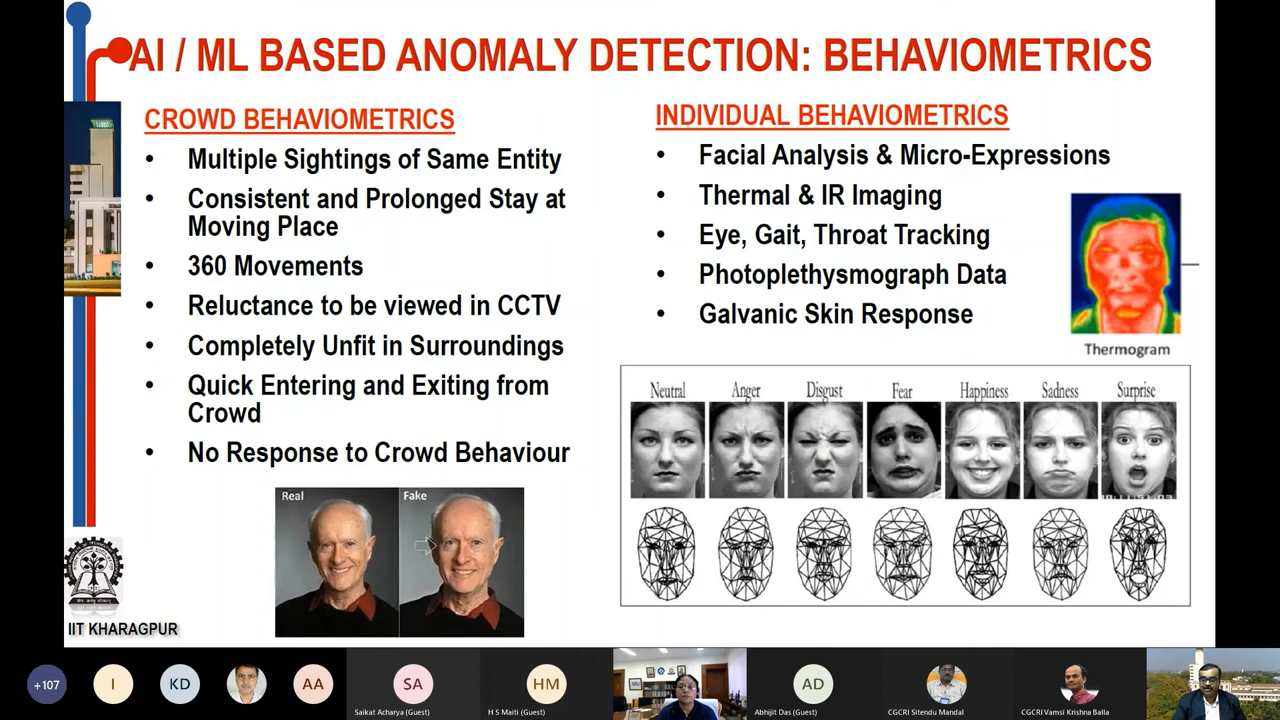 AI / ML BASED ANOMALY DETECTION: BEHAVIOMETRICS
CROWD BEHAVIOMETRICS
• Multiple Sightings of Same Entity
• Consistent and Prolonged Stay at
Moving Place
• 360 Movements
• Reluctance to be viewed in CCTV
• Completely Unfit in Surroundings
• Quick Entering and Exiting from
Crowd
• No Response to Crowd Behaviour
Real
Fake
INDIVIDUAL BEHAVIOMETRICS
• Facial Analysis & Micro-Expressions
• Thermal & IR Imaging
• Eye, Gait, Throat Tracking
• Photoplethysmograph Data
• Galvanic Skin Response
Thermogram
Neutral Anger Disgust Fear Happiness Sadness Surprise
IIT KHARAGPUR
+107 I KD AA SA HM AD
Saikat Acharya (Guest) H S Maiti (Guest) Abhijit Das (Guest) CGCRI Sitendu Mandal CGCRI Vamsi Krishna Balla